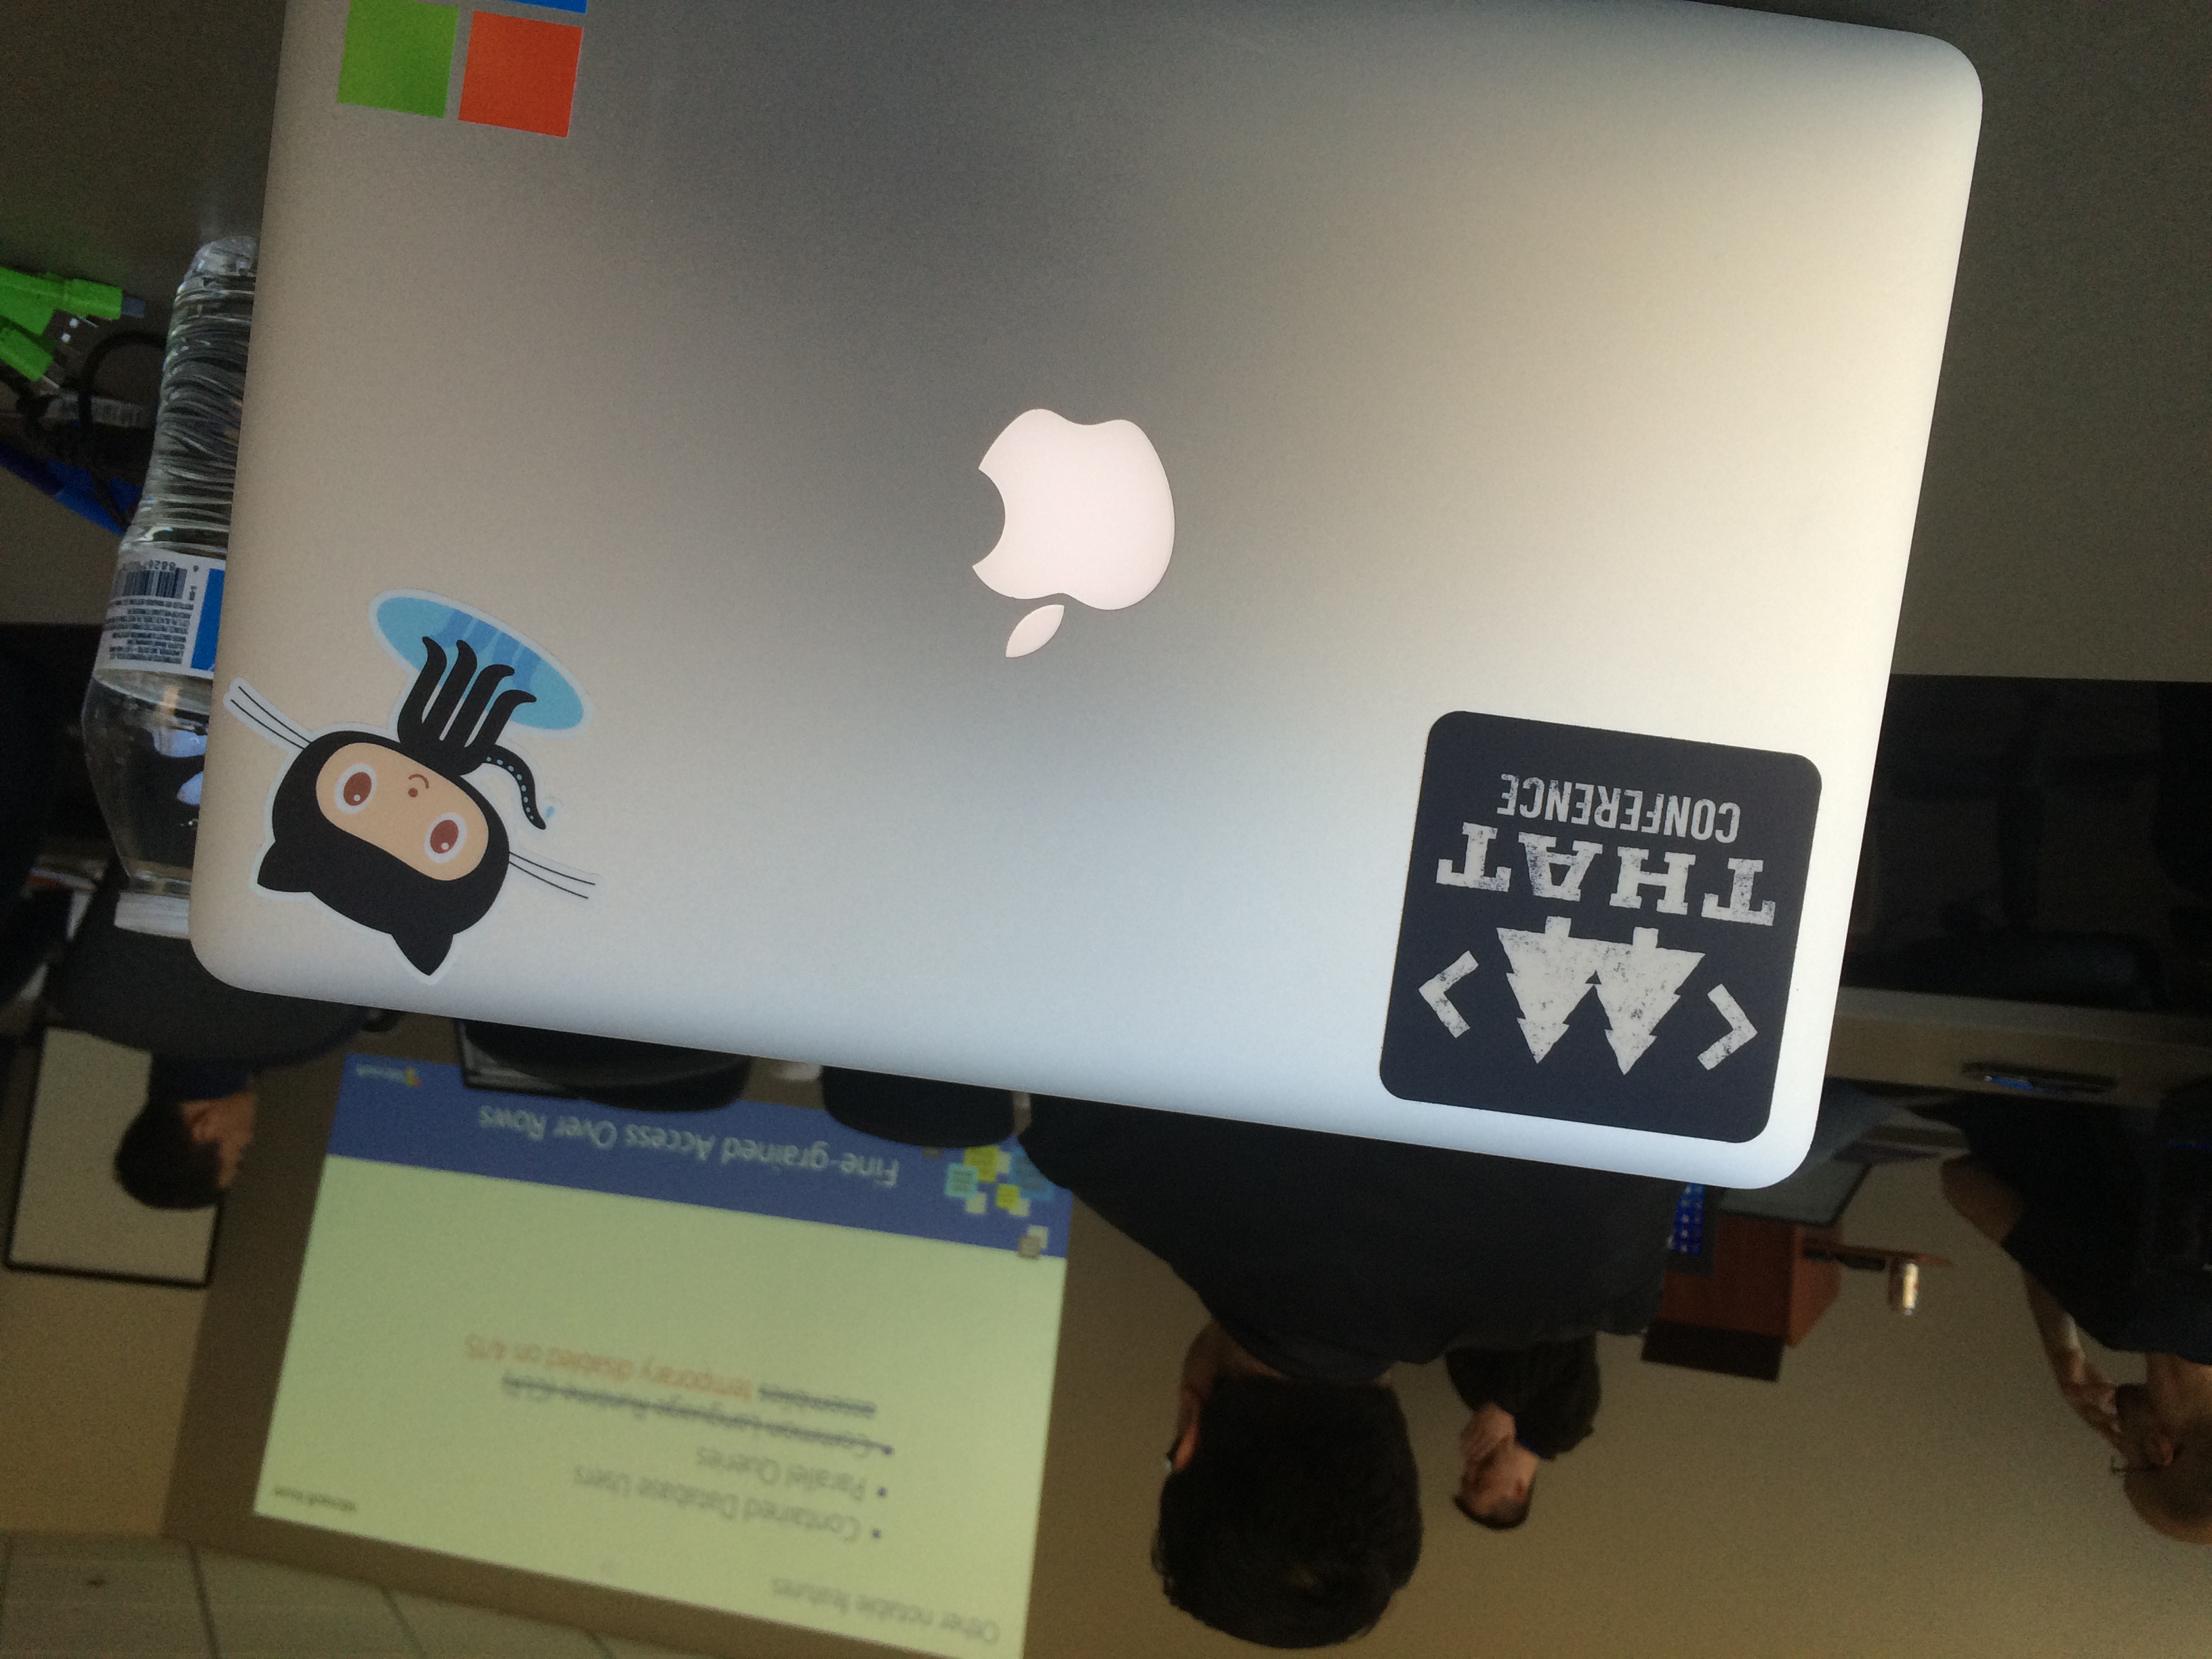 Other notable features
Microsoft Azure
• Contained Database Users
• Parallel Queries
• Common Language Runtime (CLR)
assemblies temporary disabled on 4/15
Fine-grained Access Over Rows
Microsoft
< >
THAT
CONFERENCE